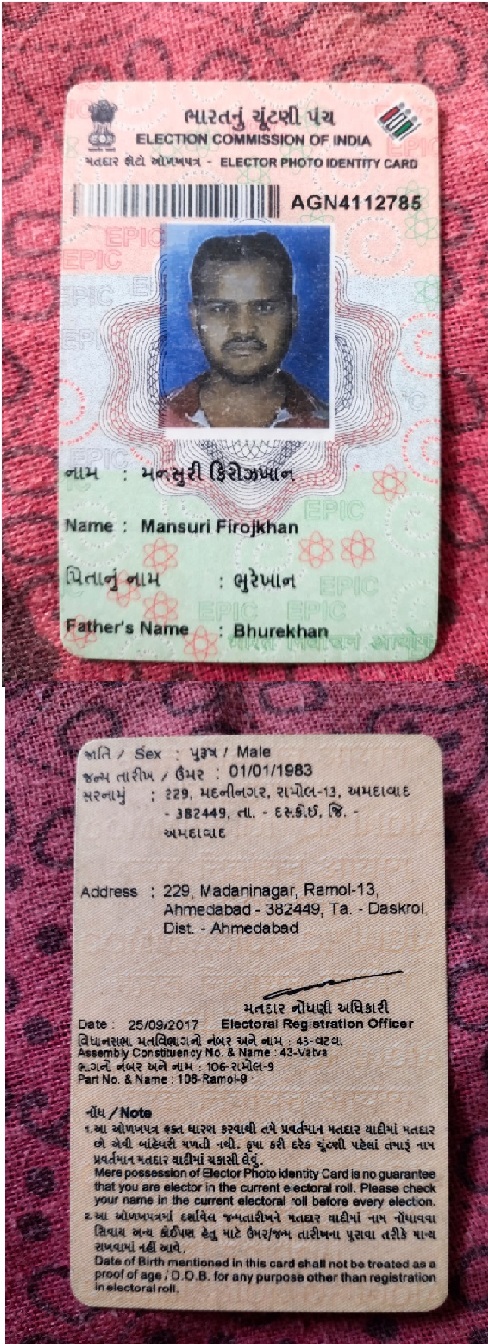 ભારતનું ચૂંટણી પંચ
ELECTION COMMISSION OF INDIA
મતદાર ફોટો ઓળખપત્ર - ELECTOR PHOTO IDENTITY CARD
AGN4112785
નામ : મનસુરી ફિરોઝખાન
Name : Mansuri Firojkhan
પિતાનું નામ : ભુરેખાન
Father's Name : Bhurekhan
જાતિ / Sex : પુરૂષ / Male
જન્મ તારીખ / ઉંમર : 01/01/1983
સરનામું : 229, મદનીનગર, રામોલ-13, અમદાવાદ
- 382449, તા. - દસ્ક્રોઈ, જિ. -
અમદાવાદ
Address : 229, Madaninagar, Ramol-13,
Ahmedabad - 382449, Ta. - Daskroi,
Dist. - Ahmedabad
મતદાર નોંધણી અધિકારી
Date : 25/09/2017 Electoral Registration Officer
વિધાનસભા મતવિભાગનો નંબર અને નામ : 43-વટવા
Assembly Constituency No. & Name : 43-Vatva
ભાગનો નંબર અને નામ : 106-રામોલ-9
Part No. & Name : 106-Ramol-9
નોંધ / Note
૧. આ ઓળખપત્ર ફક્ત ધારણ કરવાથી તમે પ્રવર્તમાન મતદાર યાદીમાં મતદાર
છો એવી બાંહેધરી મળતી નથી. કૃપા કરી દરેક ચૂંટણી પહેલાં તમારૂં નામ
પ્રવર્તમાન મતદાર યાદીમાં ચકાસી લેવું.
Mere possession of Elector Photo Identity Card is no guarantee
that you are elector in the current electoral roll. Please check
your name in the current electoral roll before every election.
૨. આ ઓળખપત્રમાં દર્શાવેલ જન્મતારીખને મતદાર યાદીમાં નામ નોંધાવવા
સિવાય અન્ય કોઈપણ હેતુ માટે ઉંમર/જન્મ તારીખના પુરાવા તરીકે માન્ય
રાખવામાં નહીં આવે.
Date of Birth mentioned in this card shall not be treated as a
proof of age / D.O.B. for any purpose other than registration
in electoral roll.